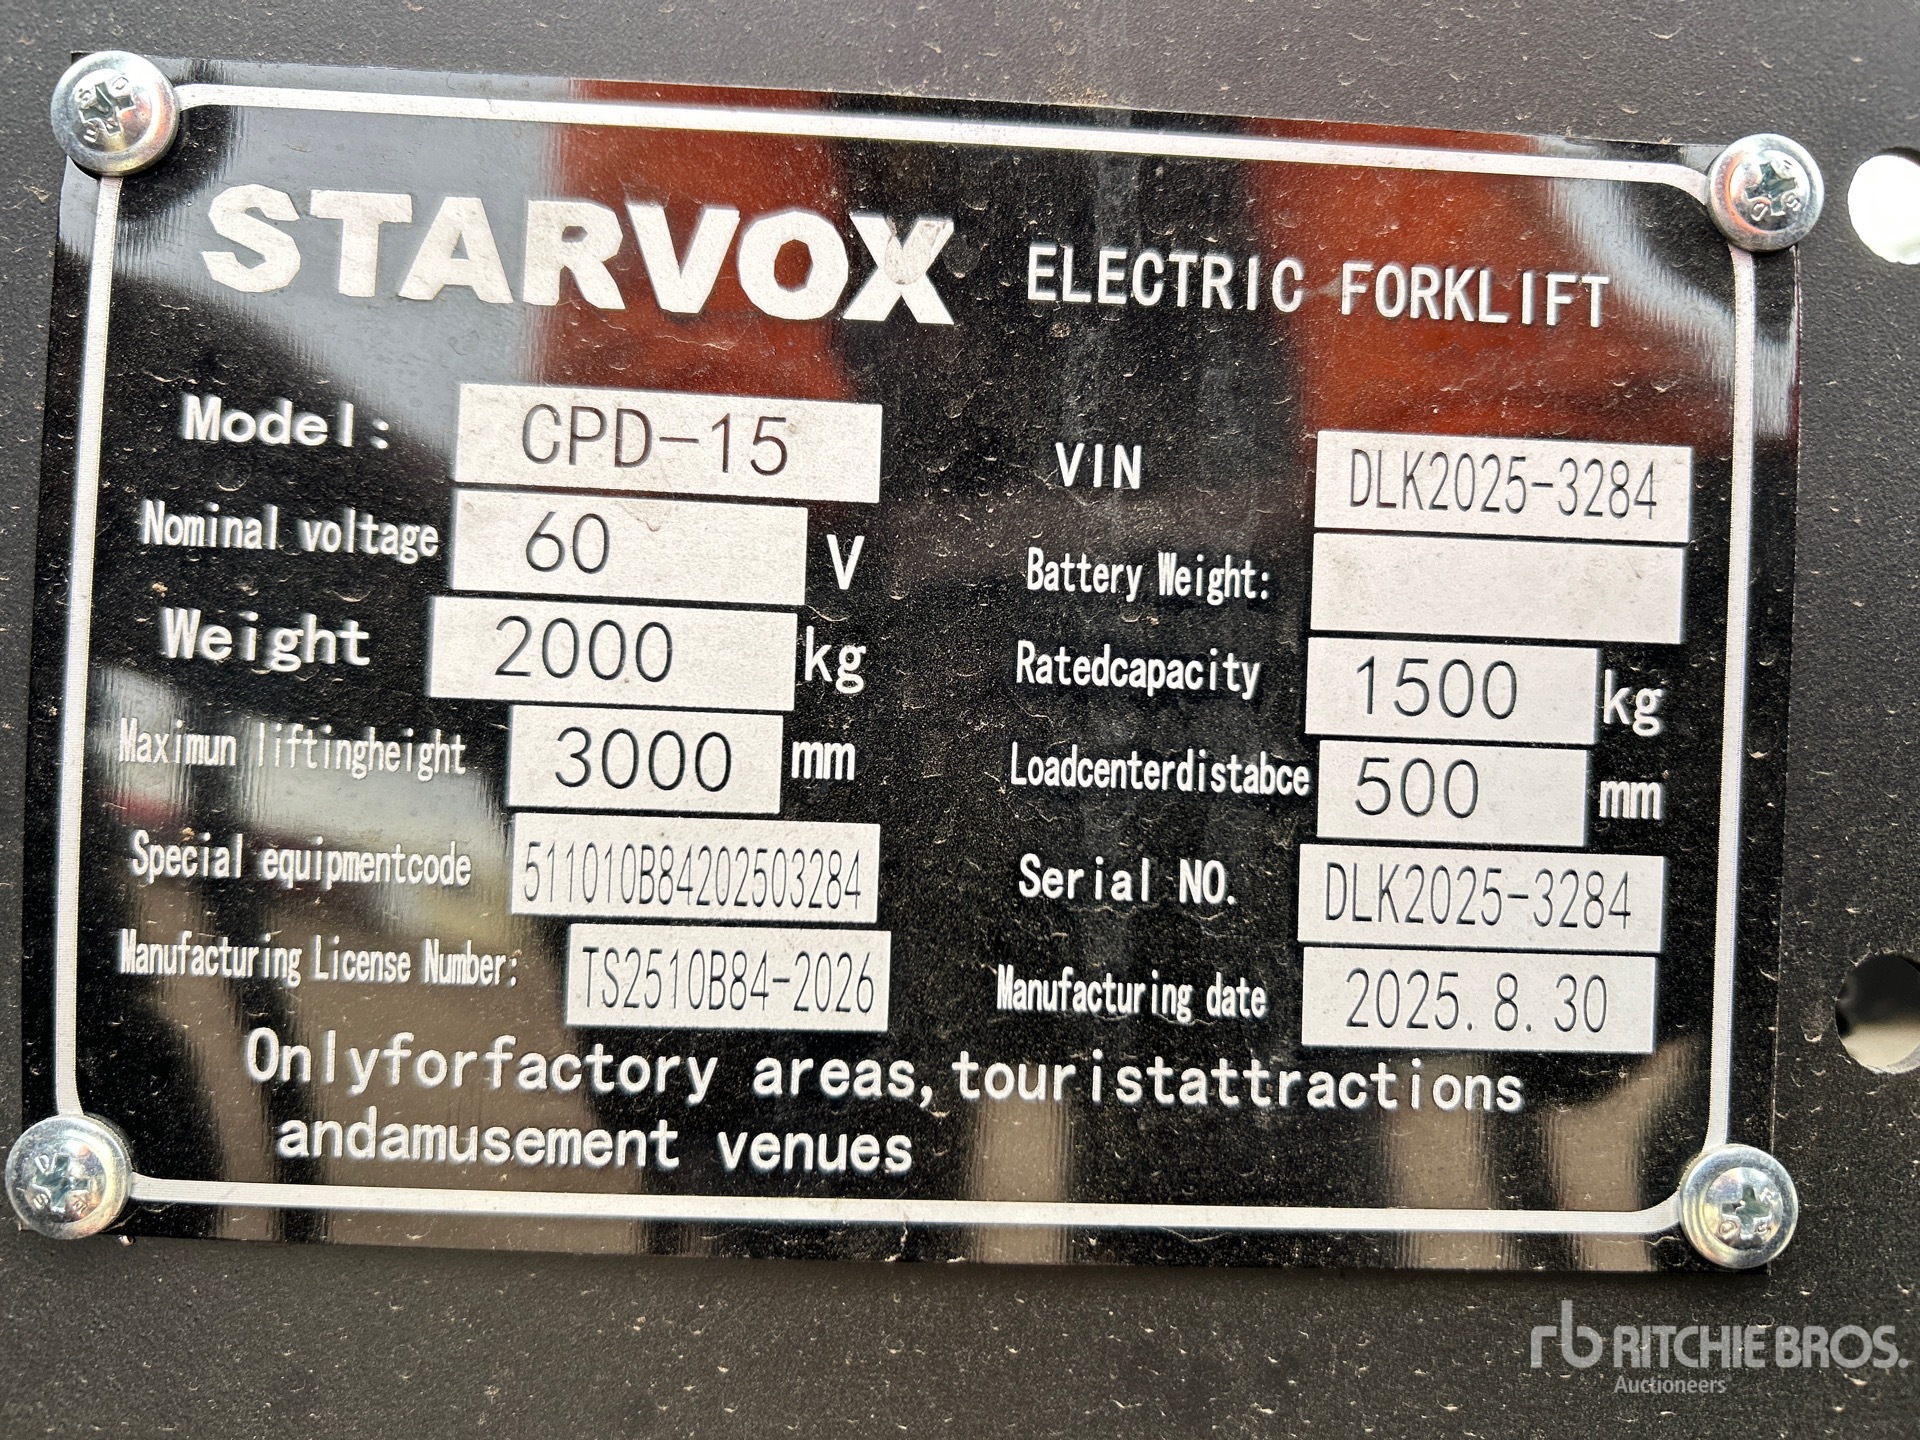 STARVOX ELECTRIC FORKLIFT
Model: CPD-15
VIN DLK2025-3284
Nominal voltage 60 V
Battery Weight:
Weight 2000 kg
Ratedcapacity 1500 kg
Maximun liftingheight 3000 mm
Loadcenterdistabce 500 mm
Special equipmentcode 511010B84202503284
Serial NO. DLK2025-3284
Manufacturing License Number: TS2510B84-2026
Manufacturing date 2025. 8. 30
Onlyforfactory areas, touristattractions
andamusement venues
rb RITCHIE BROS.
Auctioneers